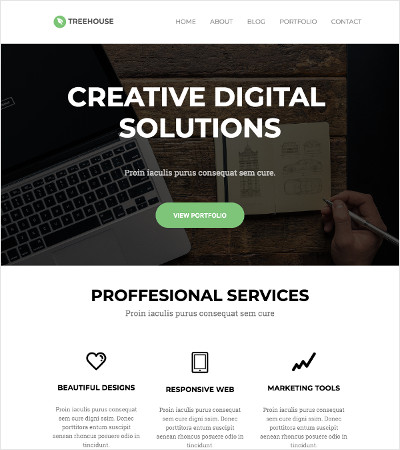 TREEHOUSE
HOME ABOUT BLOG PORTFOLIO CONTACT
CREATIVE DIGITAL
SOLUTIONS
Proin iaculis purus consequat sem cure.
VIEW PORTFOLIO
PROFFESIONAL SERVICES
Proin iaculis purus consequat sem cure
BEAUTIFUL DESIGNS
Proin iaculis purus consequat
sem cure digni ssim. Donec
porttitora entum suscipit
aenean rhoncus posuere odio in
tincidunt
RESPONSIVE WEB
Proin iaculis purus consequat
sem cure digni ssim. Donec
porttitora entum suscipit
aenean rhoncus posuere odio in
tincidunt
MARKETING TOOLS
Proin iaculis purus consequat
sem cure digni ssim. Donec
porttitora entum suscipit
aenean rhoncus posuere odio in
tincidunt